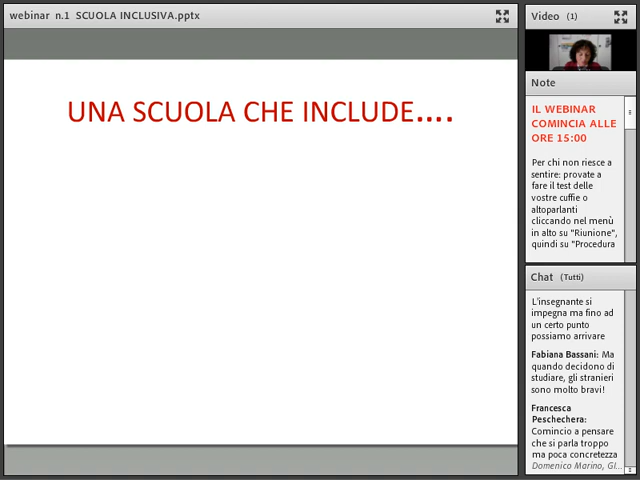 webinar n.1 SCUOLA INCLUSIVA.pptx
UNA SCUOLA CHE INCLUDE....
Video (1)
Note
IL WEBINAR
COMINCIA ALLE
ORE 15:00
Per chi non riesce a
sentire: provate a
fare il test delle
vostre cuffie o
altoparlanti
cliccando nel menù
in alto su "Riunione",
quindi su "Procedura
Chat (Tutti)
L'insegnante si
impegna ma fino ad
un certo punto
possiamo arrivare
Fabiana Bassani: Ma
quando decidono di
studiare, gli stranieri
sono molto bravi!
Francesca
Peschechera:
Comincio a pensare
che si parla troppo
ma poca concretezza
Domenico Marino, GI...